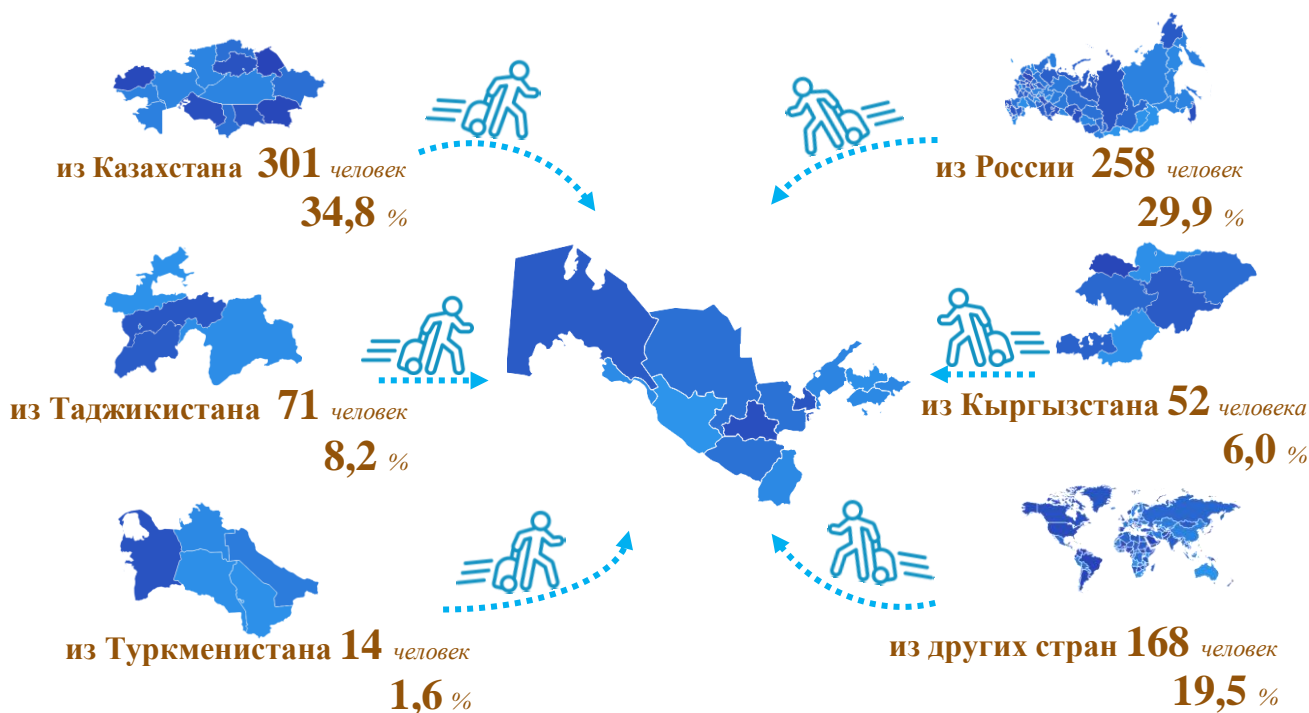 из Казахстана 301 человек
34,8 %
из России 258 человек
29,9 %
из Таджикистана 71 человек
8,2 %
из Кыргызстана 52 человека
6,0 %
из Туркменистана 14 человек
1,6 %
из других стран 168 человек
19,5 %